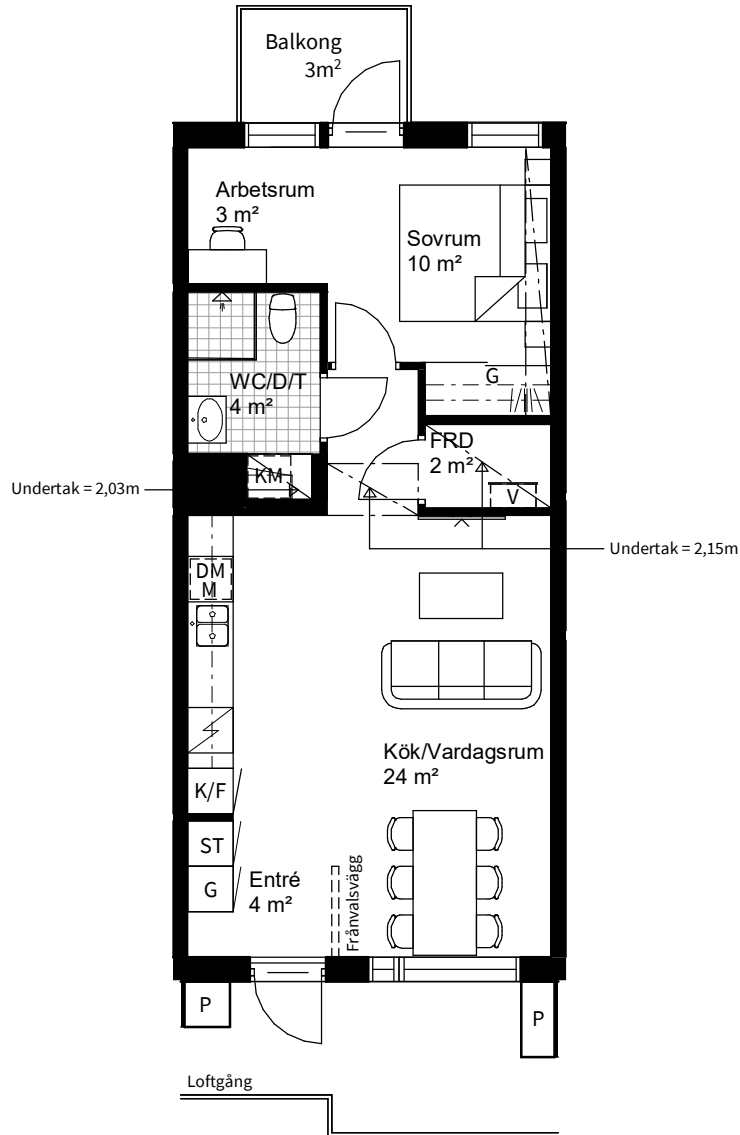 Balkong
3m²
Arbetsrum
3 m²
Sovrum
10 m²
G
WC/D/T
4 m²
FRD
2 m²
KM
V
Undertak = 2,03m
Undertak = 2,15m
DM
M
Kök/Vardagsrum
24 m²
K/F
ST
G
Entré
4 m²
Frånvalsvägg
P
P
Loftgång